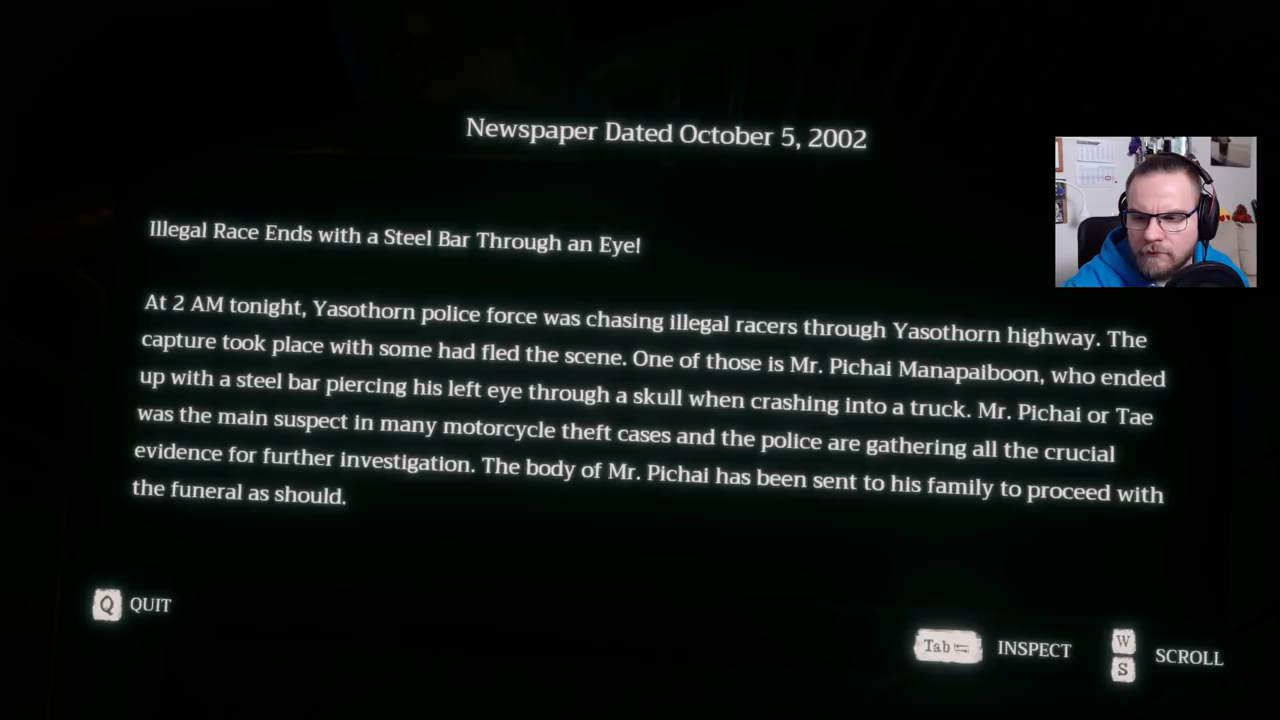 Newspaper Dated October 5, 2002
Illegal Race Ends with a Steel Bar Through an Eye!
At 2 AM tonight, Yasothorn police force was chasing illegal racers through Yasothorn highway. The
capture took place with some had fled the scene. One of those is Mr. Pichai Manapaiboon, who ended
up with a steel bar piercing his left eye through a skull when crashing into a truck. Mr. Pichai or Tae
was the main suspect in many motorcycle theft cases and the police are gathering all the crucial
evidence for further investigation. The body of Mr. Pichai has been sent to his family to proceed with
the funeral as should.
Q QUIT
Tab INSPECT
W
S SCROLL